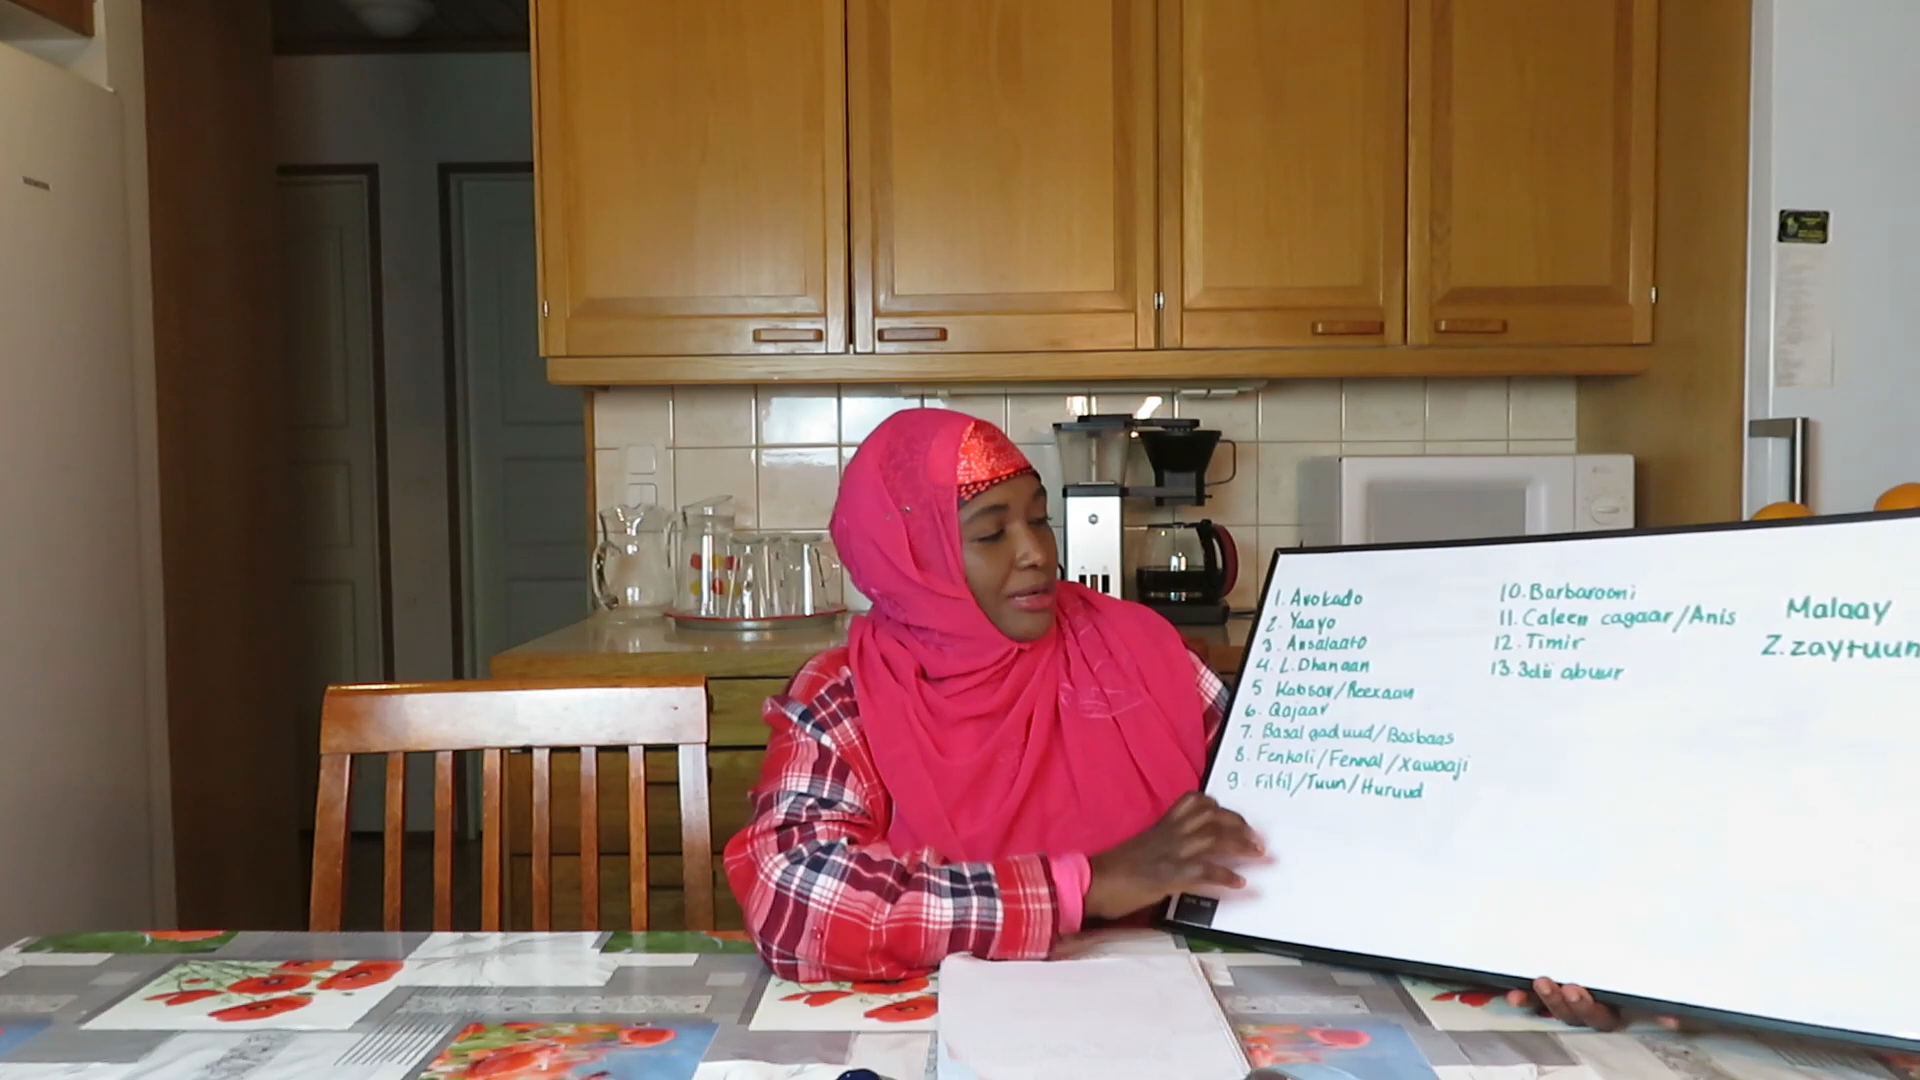 1. Avokado
2. Yaayo
3. Ansalaato
4. L.Dhanaan
5 Kabsar/Reexaan
6. Qajaar
7. Basal gaduud/Basbaas
8. Fenkoli/Fennal/Xawaaji
9. Filfil/Tuun/Huruud
10. Barbarooni
11. Caleen cagaar/Anis
12. Timir
13. 3dii abuur
Malaay
Z.zaytuun